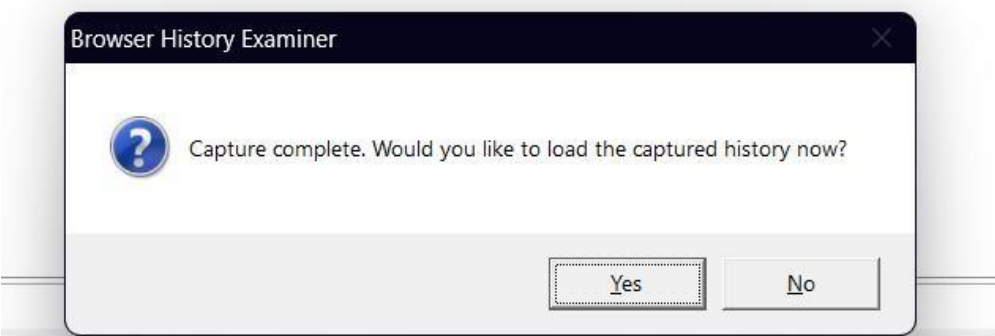 Browser History Examiner
Capture complete. Would you like to load the captured history now?
Yes No